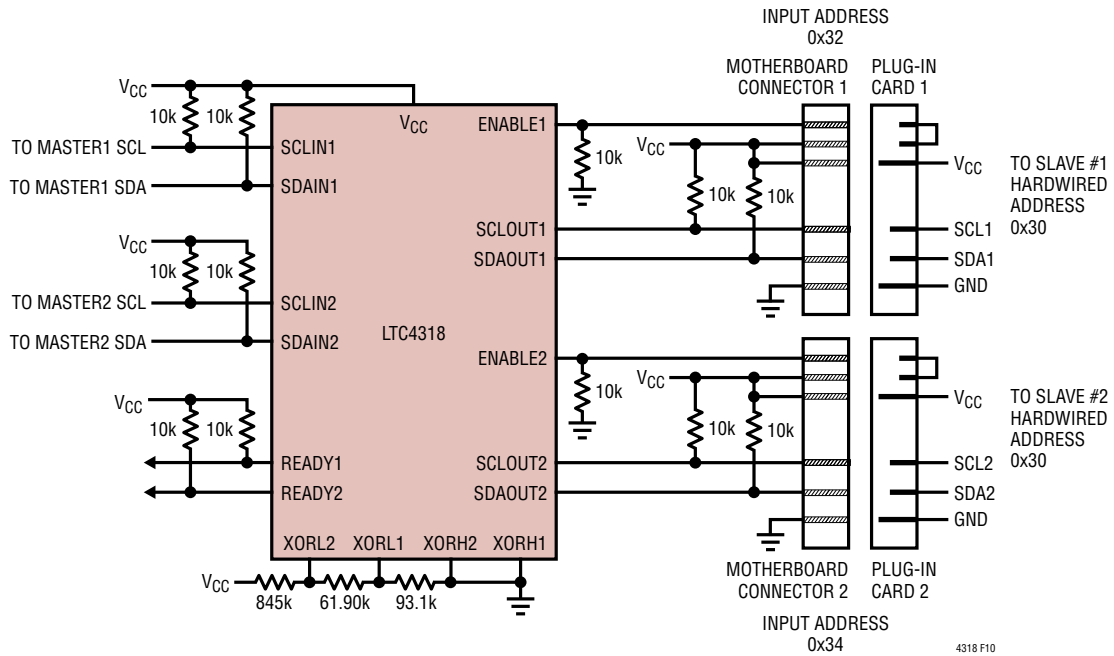 INPUT ADDRESS
0x32
MOTHERBOARD
CONNECTOR 1
PLUG-IN
CARD 1
VCC
10k
10k
TO MASTER1 SCL
TO MASTER1 SDA
VCC
SCLIN1
SDAIN1
ENABLE1
10k
VCC
10k
10k
SCLOUT1
SDAOUT1
VCC
SCL1
SDA1
GND
TO SLAVE #1
HARDWIRED
ADDRESS
0x30
VCC
10k
10k
TO MASTER2 SCL
TO MASTER2 SDA
SCLIN2
SDAIN2
LTC4318
ENABLE2
10k
VCC
10k
10k
SCLOUT2
SDAOUT2
VCC
SCL2
SDA2
GND
TO SLAVE #2
HARDWIRED
ADDRESS
0x30
VCC
10k
10k
READY1
READY2
XORL2
XORL1
XORH2
XORH1
VCC
845k
61.90k
93.1k
MOTHERBOARD
CONNECTOR 2
PLUG-IN
CARD 2
INPUT ADDRESS
0x34
4318 F10